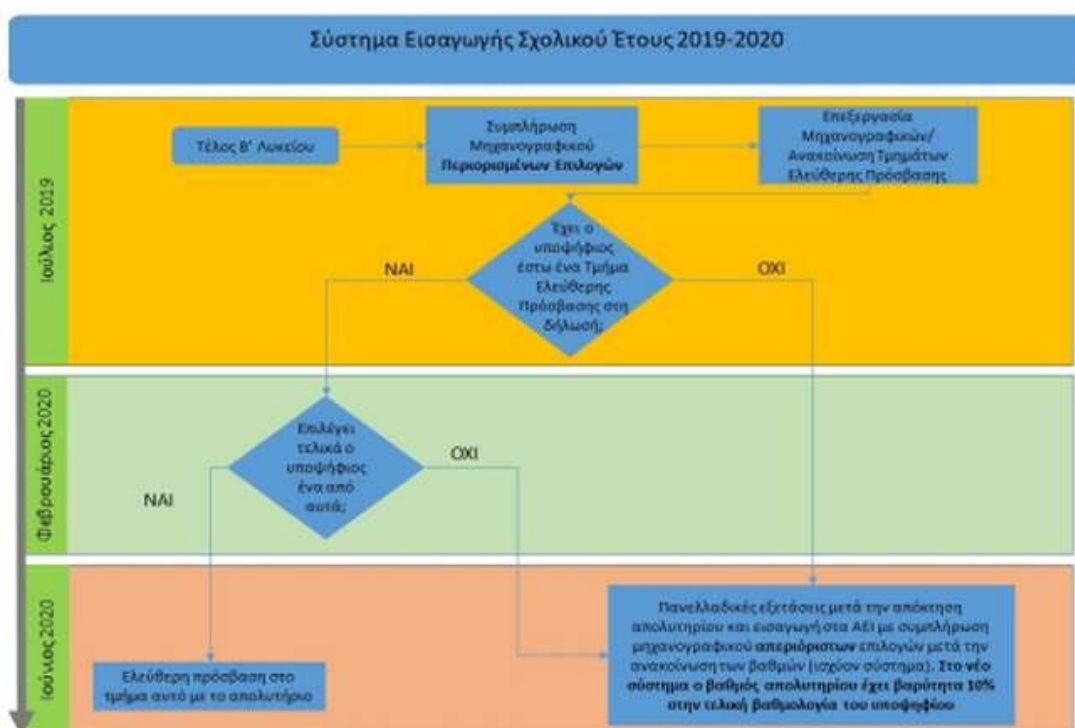 Σύστημα Εισαγωγής Σχολικού Έτους 2019-2020
Ιούλιος 2019
Τέλος Β' Λυκείου
Συμπλήρωση
Μηχανογραφικού
Περιορισμένων Επιλογών
Επεξεργασία
Μηχανογραφικών/
Ανακοίνωση Τμημάτων
Ελεύθερης Πρόσβασης
Έχει ο
υποψήφιος
έστω ένα Τμήμα
Ελεύθερης
Πρόσβασης στη
δήλωσή;
ΝΑΙ
ΟΧΙ
Φεβρουάριος 2020
Επιλέγει
τελικά ο
υποψήφιος
ένα από
αυτά;
ΝΑΙ
ΟΧΙ
Ιούνιος 2020
Ελεύθερη πρόσβαση στο
τμήμα αυτό με το απολυτήριο
Πανελλαδικές εξετάσεις μετά την απόκτηση
απολυτηρίου και εισαγωγή στα ΑΕΙ με συμπλήρωση
μηχανογραφικού απεριόριστων επιλογών μετά την
ανακοίνωση των βαθμών (ισχύον σύστημα). Στο νέο
σύστημα ο βαθμός απολυτηρίου έχει βαρύτητα 10%
στην τελική βαθμολογία του υποψηφίου